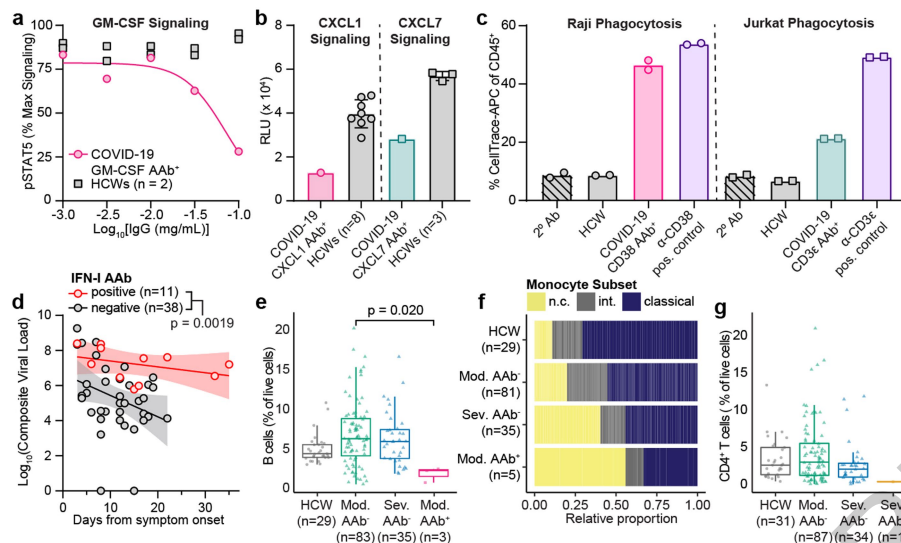 a
GM-CSF Signaling
pSTAT5 (% Max Signaling)
100
75
50
25
0
-3.0
-2.5
-2.0
-1.5
-1.0
Log10[IgG (mg/mL)]
COVID-19
GM-CSF AAb+
HCWs (n = 2)
b
CXCL1
Signaling
CXCL7
Signaling
RLU (x 10⁴)
8
6
4
2
0
COVID-19
CXCL1 AAb+
HCWs (n=8)
COVID-19
CXCL7 AAb+
HCWs (n=3)
c
Raji Phagocytosis
Jurkat Phagocytosis
% CellTrace-APC of CD45+
60
40
20
0
2° Ab
HCW
COVID-19
CD38 AAb+
α-CD38
pos. control
2° Ab
HCW
COVID-19
CD3ε AAb+
α-CD3ε
pos. control
d
IFN-I AAb
positive (n=11)
negative (n=38)
p = 0.0019
Log10(Composite Viral Load)
10
8
6
4
2
0
0
10
20
30
Days from symptom onset
e
p = 0.020
B cells (% of live cells)
20
15
10
5
0
HCW
(n=29)
Mod.
AAb-
(n=83)
Sev.
AAb-
(n=35)
Mod.
AAb+
(n=3)
f
Monocyte Subset
n.c.
int.
classical
HCW
(n=29)
Mod. AAb-
(n=81)
Sev. AAb-
(n=35)
Mod. AAb+
(n=5)
0.00
0.25
0.50
0.75
1.00
Relative proportion
g
CD4+ T cells (% of live cells)
25
20
15
10
5
0
HCW
(n=31)
Mod.
AAb-
(n=87)
Sev.
AAb-
(n=34)